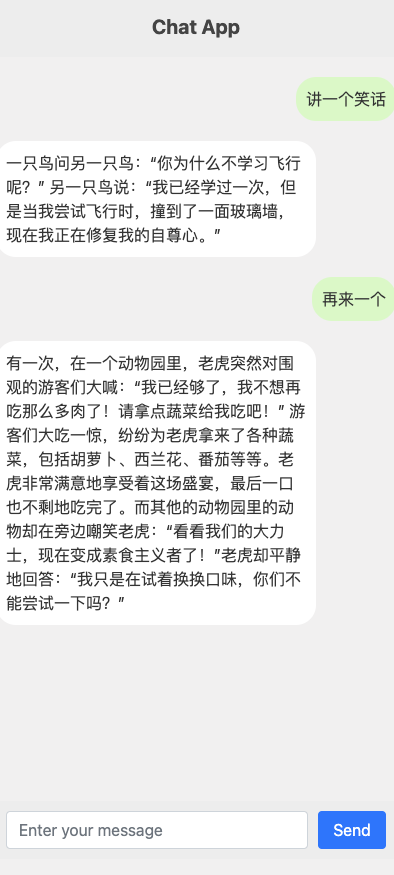 Chat App
讲一个笑话
一只鸟问另一只鸟：“你为什么不学习飞行
呢？” 另一只鸟说：“我已经学过一次，但
是当我尝试飞行时，撞到了一面玻璃墙，
现在我正在修复我的自尊心。”
再来一个
有一次，在一个动物园里，老虎突然对围
观的游客们大喊：“我已经够了，我不想再
吃那么多肉了！请拿点蔬菜给我吃吧！” 游
客们大吃一惊，纷纷为老虎拿来了各种蔬
菜，包括胡萝卜、西兰花、番茄等等。老
虎非常满意地享受着这场盛宴，最后一口
也不剩地吃完了。而其他的动物园里的动
物却在旁边嘲笑老虎：“看看我们的大力
士，现在变成素食主义者了！”老虎却平静
地回答：“我只是在试着换换口味，你们不
能尝试一下吗？”
Enter your message
Send